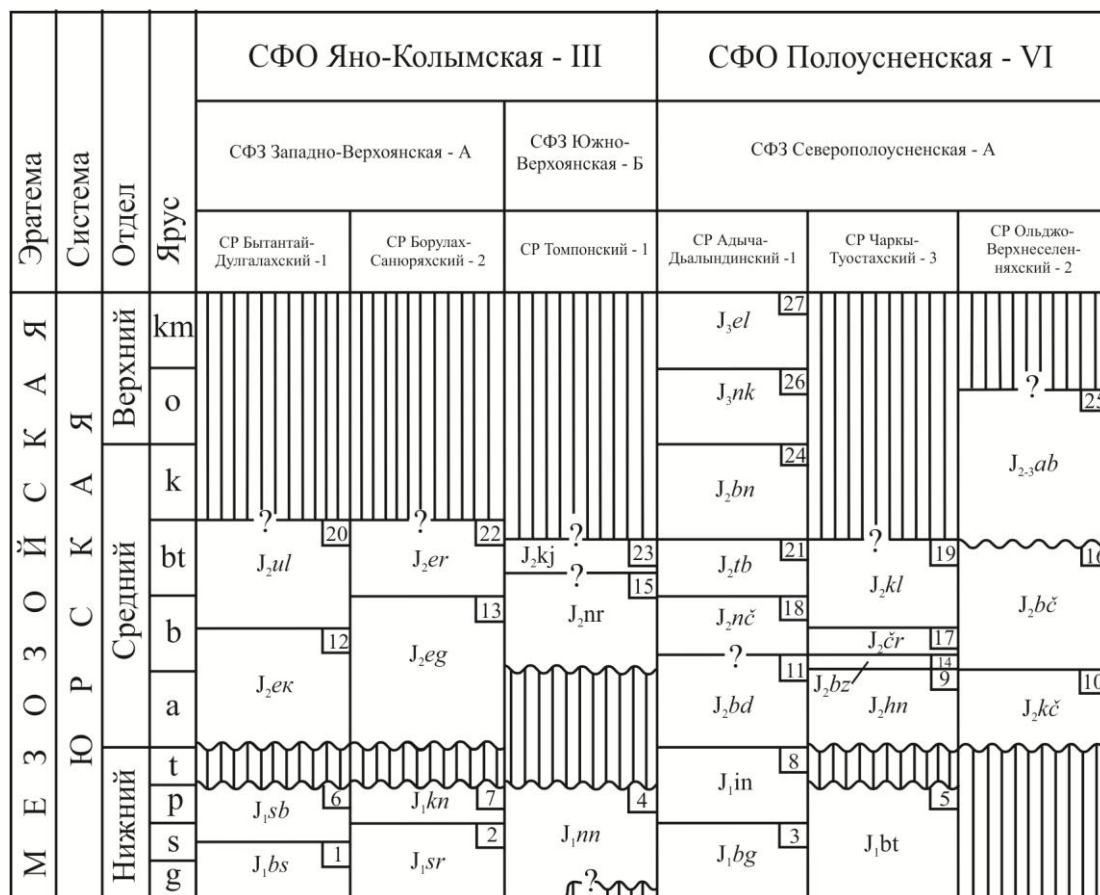 СФО Яно-Колымская - III
СФО Полоусненская - VI
СФЗ Западно-Верхоянская - А
СФЗ Южно-
Верхоянская - Б
СФЗ Северополоусненская - А
Эратема
Система
Отдел
Ярус
СР Бытантай-
Дулгалахский -1
СР Борулах-
Санюряхский - 2
СР Томпонский - 1
СР Адыча-
Дьалындинский -1
СР Чаркы-
Туостахский - 3
СР Ольджо-
Верхнеселен-
няхский - 2
МЕЗОЙСКАЯ
ЮРСКАЯ
Верхний
Средний
Нижний
km
o
k
bt
b
a
t
p
s
g
?
20
J₂ul
12
J₂ек
6
J₁sb
1
J₁bs
?
22
J₂er
13
J₂eg
7
J₁kn
2
J₁sr
?
23
J₂kj
?
15
J₂nr
4
J₁nn
?
27
J₃el
26
J₃nk
24
J₂bn
21
J₂tb
18
J₂nč
?
11
J₂bd
8
J₁in
3
J₁bg
?
19
J₂kl
17
J₂čr
14
J₂bz
9
J₂hn
5
J₁bt
?
25
J₂₋₃ab
16
J₂bč
10
J₂kč